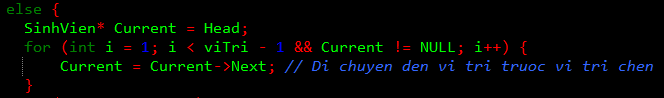 else {
SinhVien* Current = Head;
for (int i = 1; i < viTri - 1 && Current != NULL; i++) {
Current = Current->Next; // Di chuyen den vi tri truoc vi tri chen
}